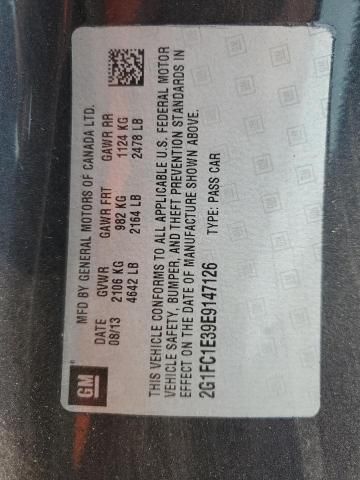 GM
MFD BY GENERAL MOTORS OF CANADA LTD.
DATE GVWR GAWR FRT GAWR RR
08/13 2106 KG 982 KG 1124 KG
4642 LB 2164 LB 2478 LB
THIS VEHICLE CONFORMS TO ALL APPLICABLE U.S. FEDERAL MOTOR
VEHICLE SAFETY, BUMPER, AND THEFT PREVENTION STANDARDS IN
EFFECT ON THE DATE OF MANUFACTURE SHOWN ABOVE.
2G1FC1E39E9147126 TYPE: PASS CAR